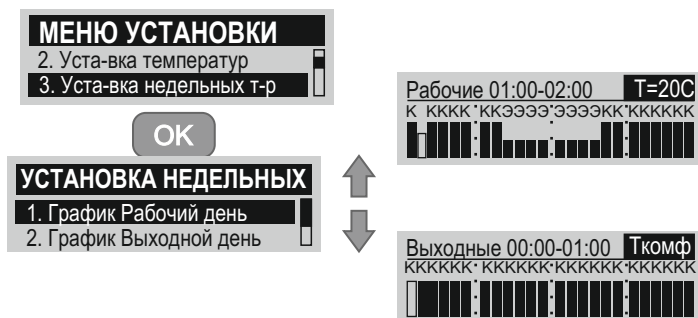 МЕНЮ УСТАНОВКИ
2. Уста-вка температур
3. Уста-вка недельных т-р
OK
УСТАНОВКА НЕДЕЛЬНЫХ
1. График Рабочий день
2. График Выходной день
Рабочие 01:00-02:00 T=20C
К КККК:ККЭЭЭЭ:ЭЭЭЭКК:КККККК
Выходные 00:00-01:00 Ткомф
КККККК:КККККК:КККККК:КККККК